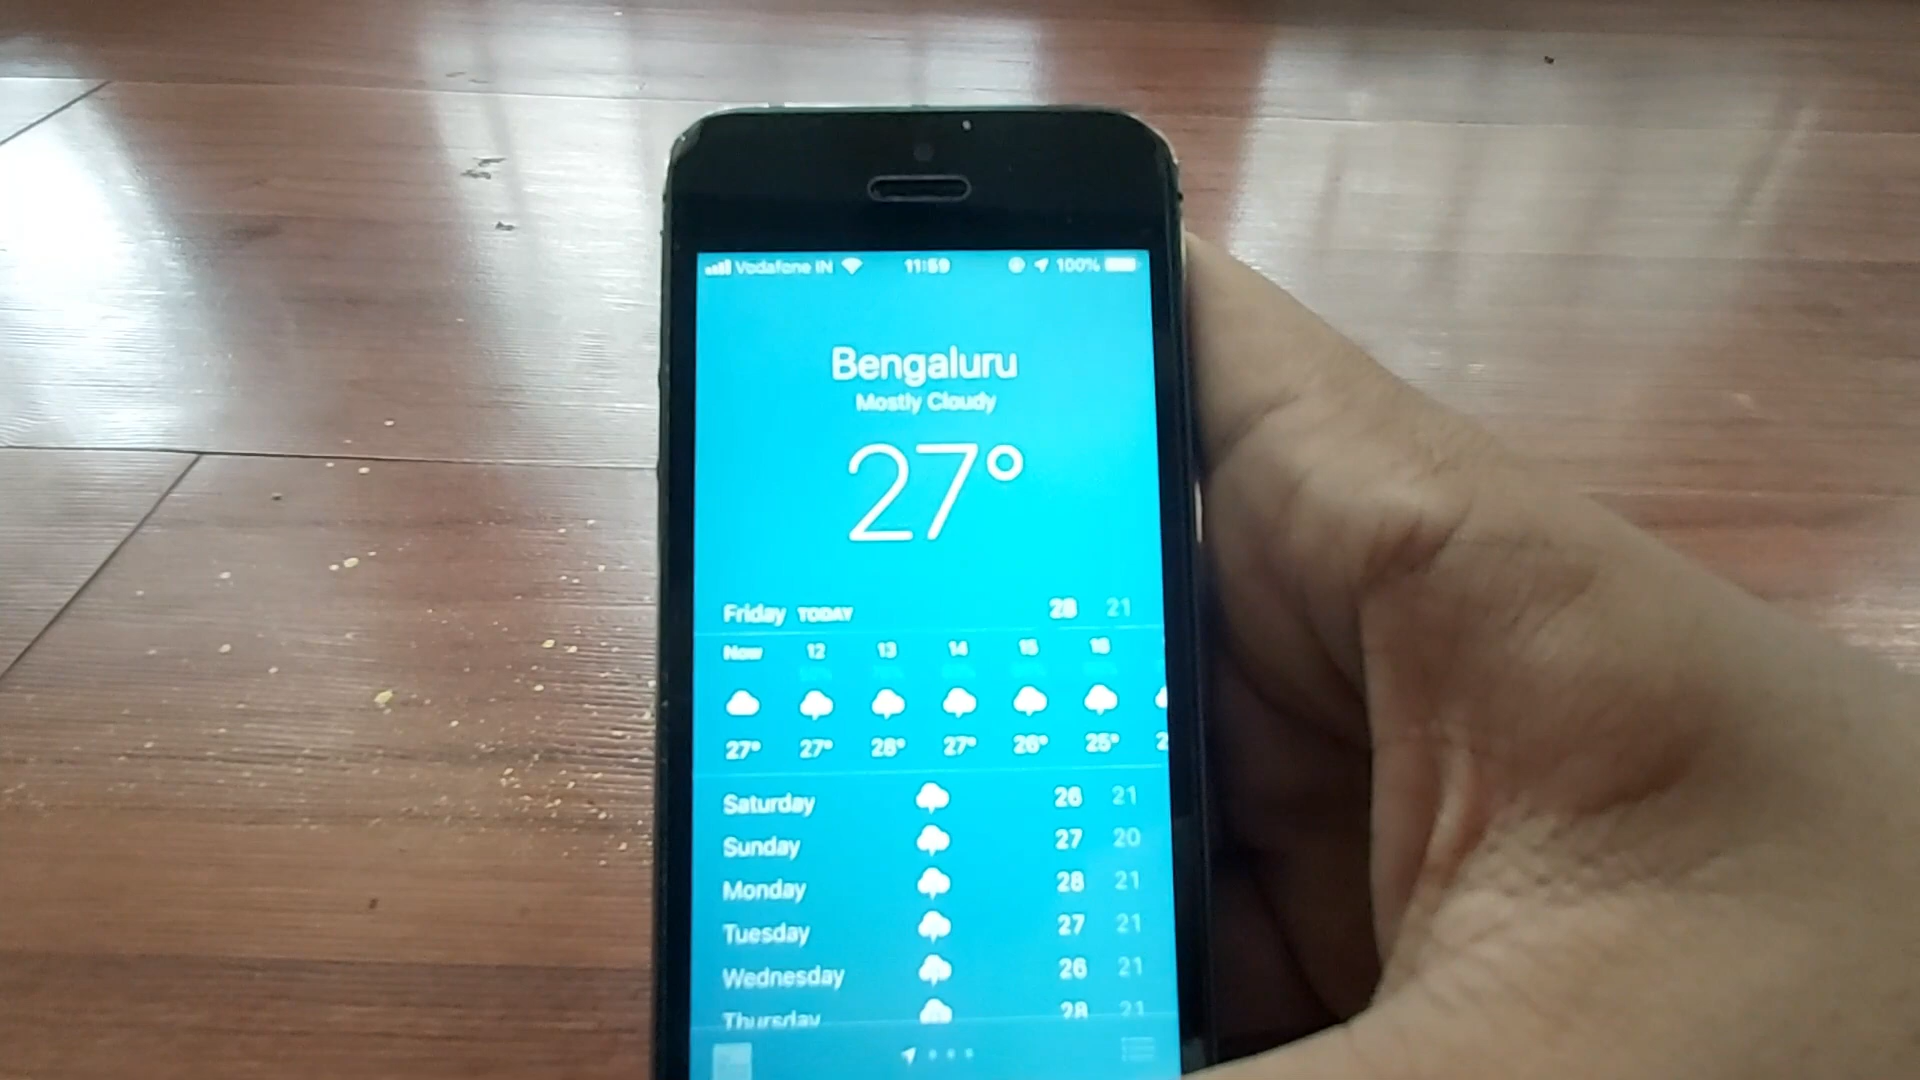 Vodafone IN 11:59 100%
Bengaluru
Mostly Cloudy
27°
Friday TODAY 28 21
Now 12 13 14 15 16
27° 27° 28° 27° 26° 25°
Saturday 26 21
Sunday 27 20
Monday 28 21
Tuesday 27 21
Wednesday 26 21
Thursday 28 21